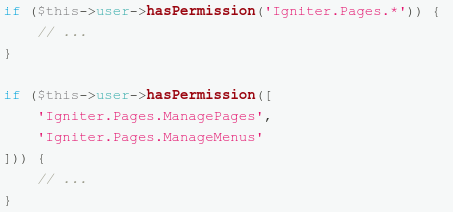 if ($this->user->hasPermission('Igniter.Pages.*')) {
    // ...
}

if ($this->user->hasPermission([
    'Igniter.Pages.ManagePages',
    'Igniter.Pages.ManageMenus'
])) {
    // ...
}